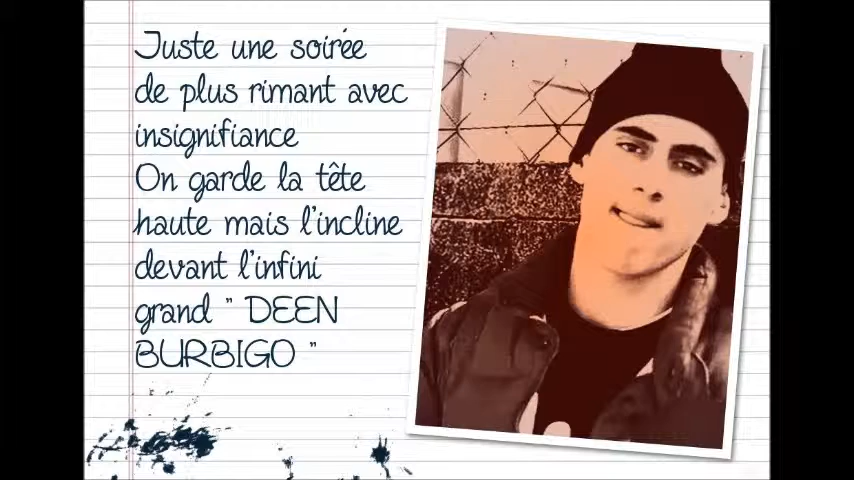 Juste une soirée
de plus rimant avec
insignifiance
On garde la tête
haute mais l'incline
devant l'infini
grand " DEEN
BURBIGO "